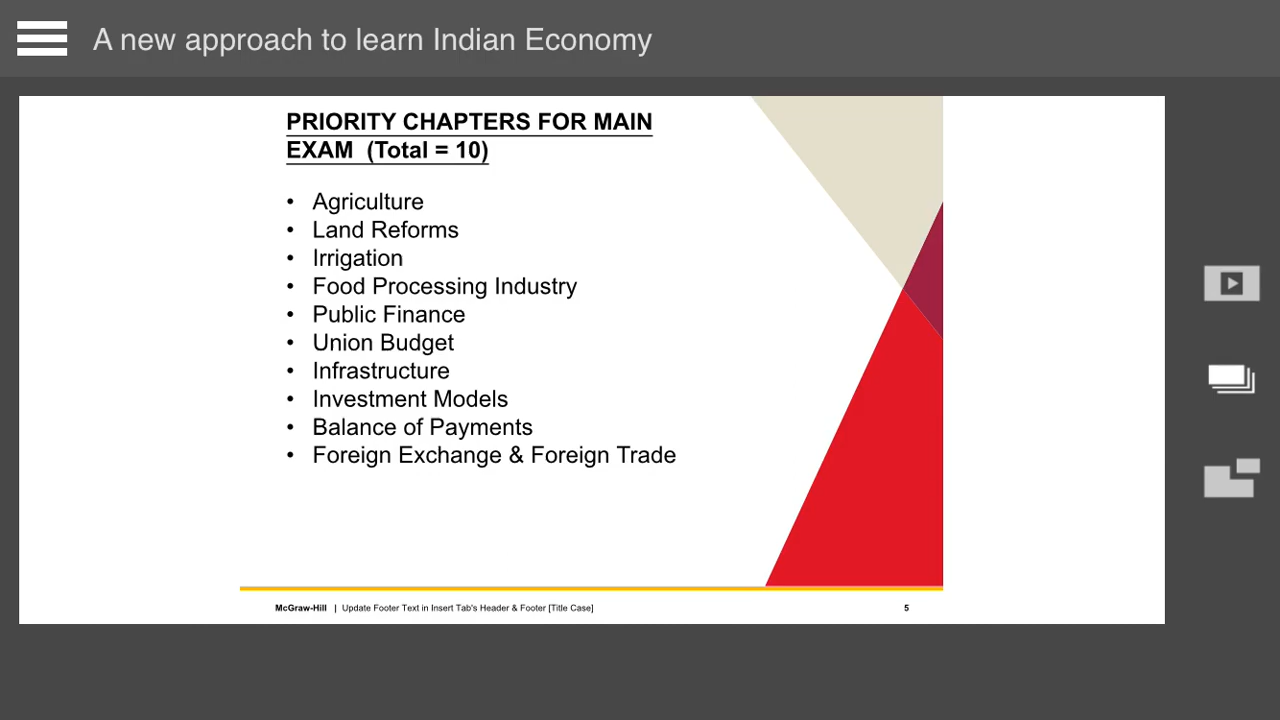 A new approach to learn Indian Economy
PRIORITY CHAPTERS FOR MAIN
EXAM (Total = 10)
• Agriculture
• Land Reforms
• Irrigation
• Food Processing Industry
• Public Finance
• Union Budget
• Infrastructure
• Investment Models
• Balance of Payments
• Foreign Exchange & Foreign Trade
McGraw-Hill | Update Footer Text in Insert Tab's Header & Footer [Title Case] 5